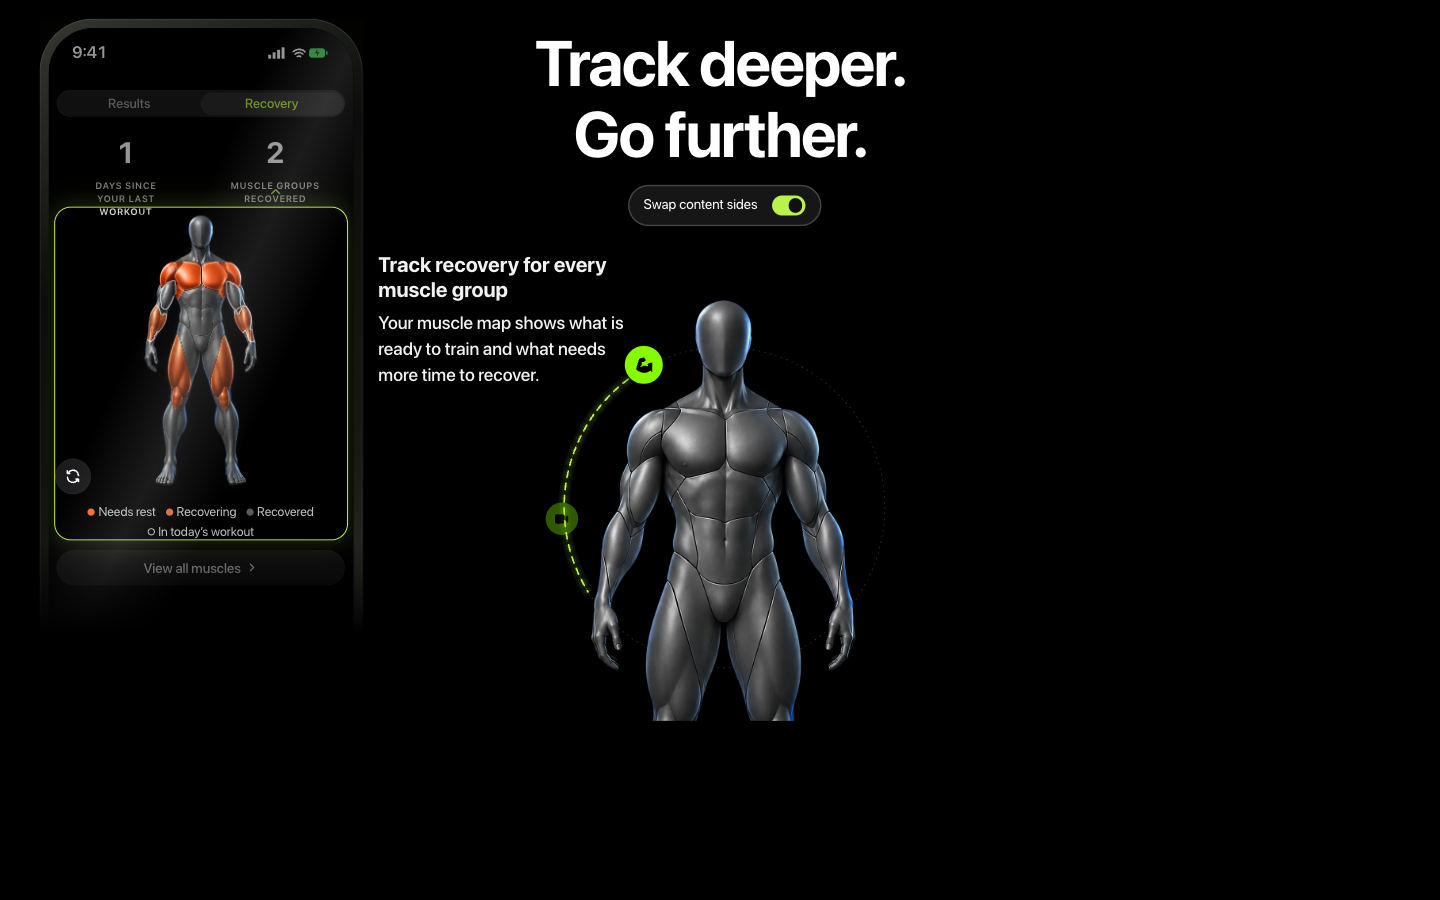 9:41
Results
Recovery
1
2
DAYS SINCE
YOUR LAST
WORKOUT
MUSCLE GROUPS
RECOVERED
Needs rest
Recovering
Recovered
In today's workout
View all muscles
Track deeper.
Go further.
Swap content sides
Track recovery for every
muscle group
Your muscle map shows what is
ready to train and what needs
more time to recover.